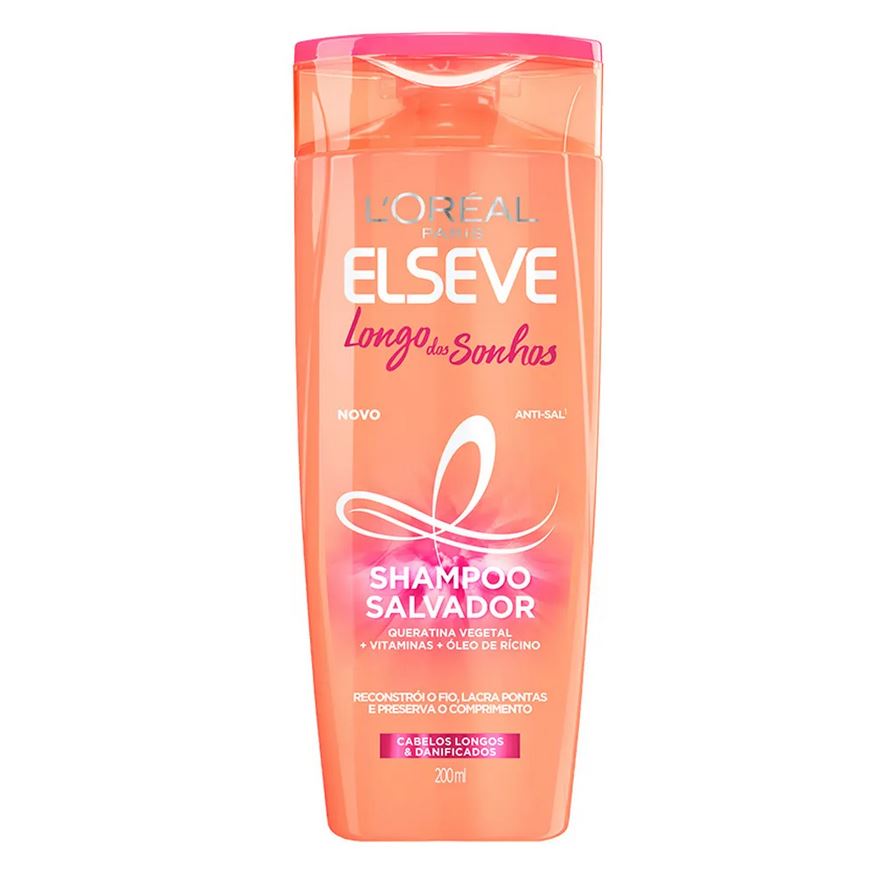 L'ORÉAL
PARIS
ELSEVE
Longo dos Sonhos
NOVO
ANTI-SAL¹
SHAMPOO
SALVADOR
QUERATINA VEGETAL
+ VITAMINAS + ÓLEO DE RÍCINO
RECONSTRÓI O FIO, LACRA PONTAS
E PRESERVA O COMPRIMENTO
CABELOS LONGOS
& DANIFICADOS
200ml